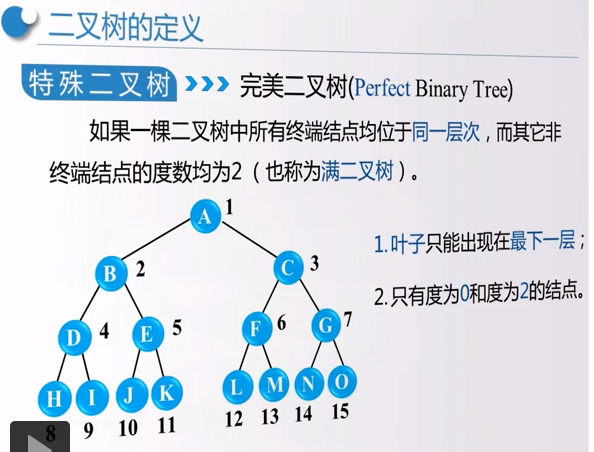 二叉树的定义
特殊二叉树 完美二叉树(Perfect Binary Tree)
如果一棵二叉树中所有终端结点均位于同一层次，而其它非
终端结点的度数均为2（也称为满二叉树）。
A 1
B 2 C 3
D 4 E 5 F 6 G 7
H I J K L M N O
8 9 10 11 12 13 14 15
1.叶子只能出现在最下一层；
2.只有度为0和度为2的结点。